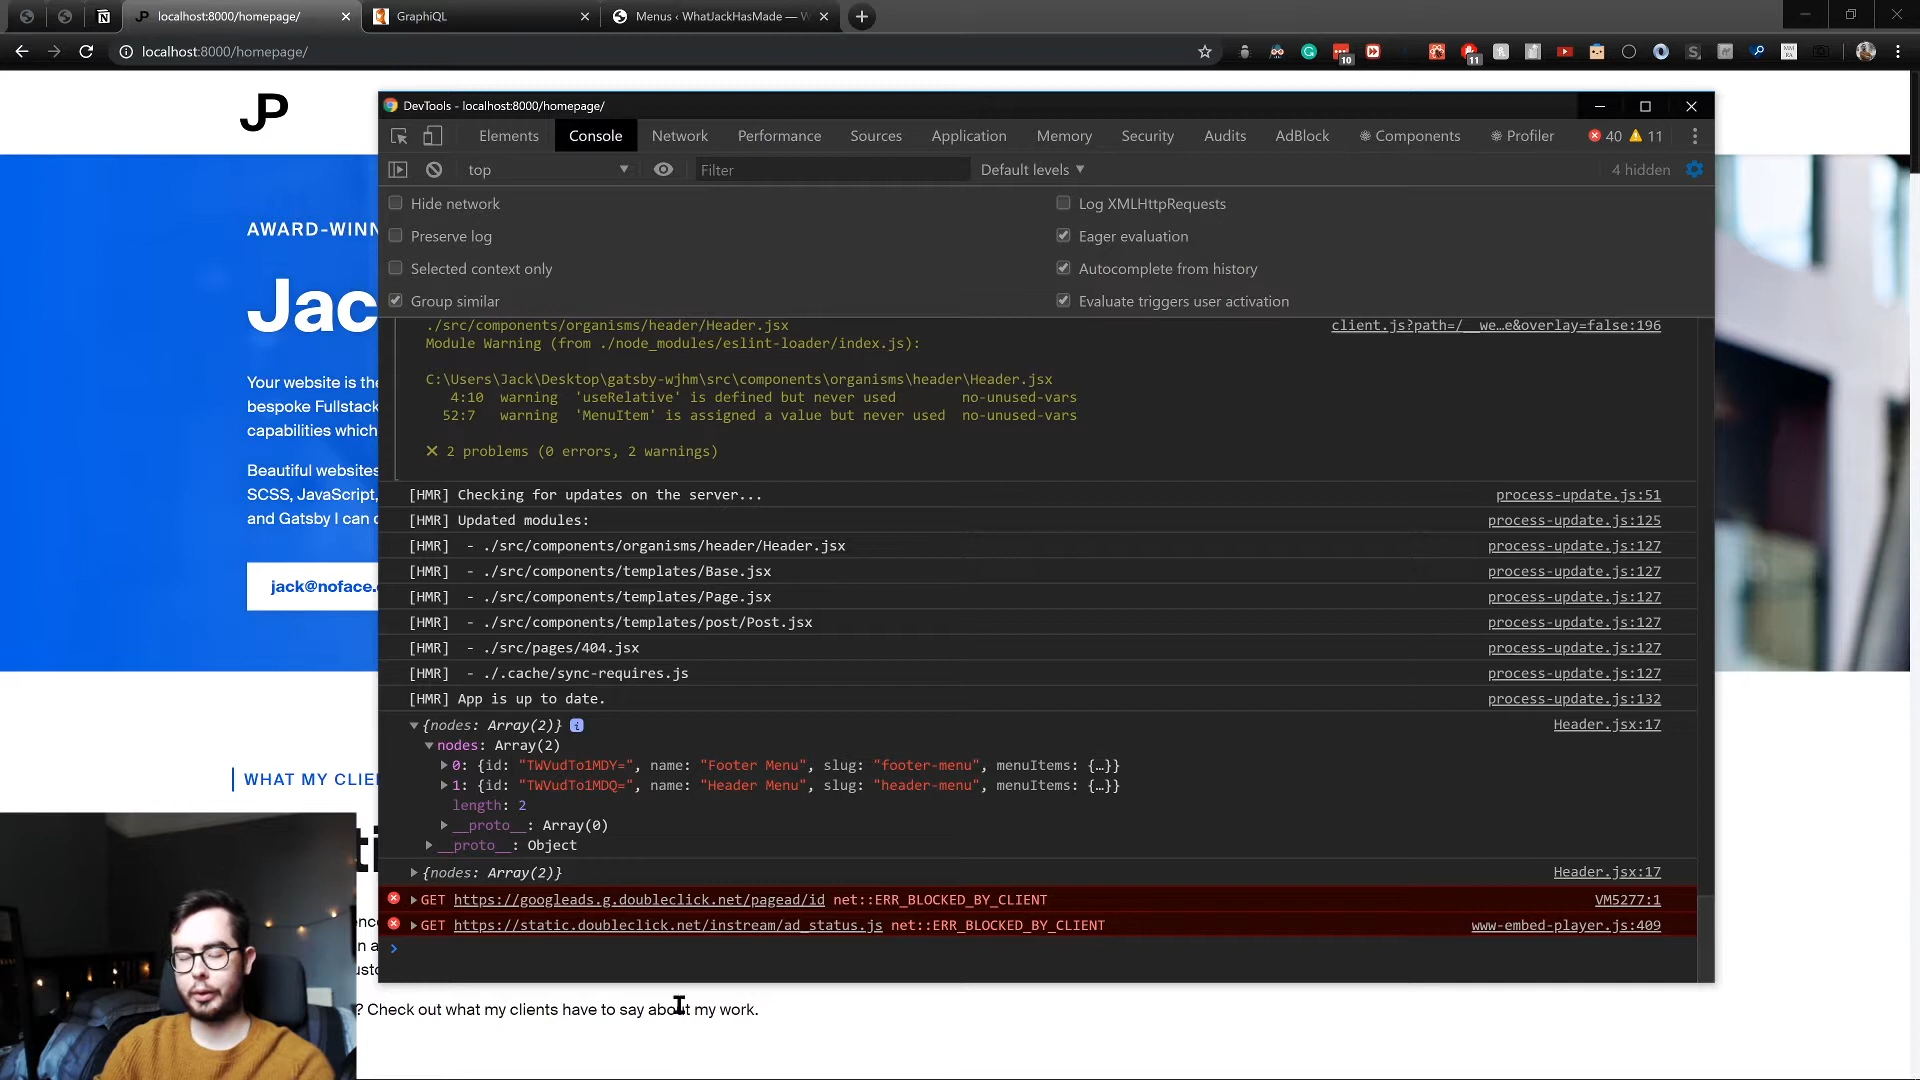 localhost:8000/homepage/
GraphiQL
Menus ‹ WhatJackHasMade — W
localhost:8000/homepage/
10
11
JP
DevTools - localhost:8000/homepage/
Elements
Console
Network
Performance
Sources
Application
Memory
Security
Audits
AdBlock
Components
Profiler
40
11
top
Filter
Default levels
4 hidden
Hide network
Log XMLHttpRequests
Preserve log
Eager evaluation
Selected context only
Autocomplete from history
Group similar
Evaluate triggers user activation
AWARD-WINN
Jac
Your website is the
bespoke Fullstack
capabilities which
Beautiful websites
SCSS, JavaScript,
and Gatsby I can c
jack@noface.c
WHAT MY CLIE
./src/components/organisms/header/Header.jsx
client.js?path=/__we…e&overlay=false:196
Module Warning (from ./node_modules/eslint-loader/index.js):
C:\Users\Jack\Desktop\gatsby-wjhm\src\components\organisms\header\Header.jsx
4:10 warning 'useRelative' is defined but never used no-unused-vars
52:7 warning 'MenuItem' is assigned a value but never used no-unused-vars
✕ 2 problems (0 errors, 2 warnings)
[HMR] Checking for updates on the server... process-update.js:51
[HMR] Updated modules: process-update.js:125
[HMR] - ./src/components/organisms/header/Header.jsx process-update.js:127
[HMR] - ./src/components/templates/Base.jsx process-update.js:127
[HMR] - ./src/components/templates/Page.jsx process-update.js:127
[HMR] - ./src/components/templates/post/Post.jsx process-update.js:127
[HMR] - ./src/pages/404.jsx process-update.js:127
[HMR] - ./.cache/sync-requires.js process-update.js:127
[HMR] App is up to date. process-update.js:132
{nodes: Array(2)} Header.jsx:17
nodes: Array(2)
0: {id: "TWVudTo1MDY=", name: "Footer Menu", slug: "footer-menu", menuItems: {…}}
1: {id: "TWVudTo1MDQ=", name: "Header Menu", slug: "header-menu", menuItems: {…}}
length: 2
__proto__: Array(0)
__proto__: Object
{nodes: Array(2)} Header.jsx:17
GET https://googleads.g.doubleclick.net/pagead/id net::ERR_BLOCKED_BY_CLIENT VM5277:1
GET https://static.doubleclick.net/instream/ad_status.js net::ERR_BLOCKED_BY_CLIENT www-embed-player.js:409
>
? Check out what my clients have to say about my work.